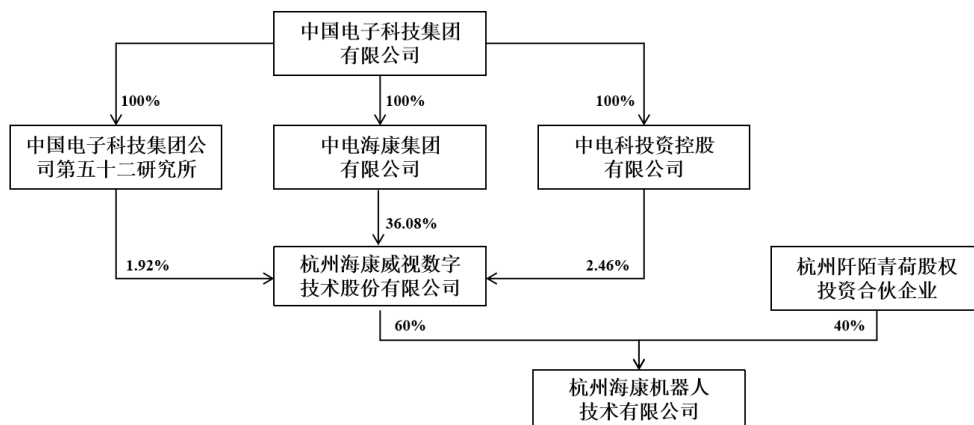 中国电子科技集团
有限公司
100%
100%
100%
中国电子科技集团公
司第五十二研究所
中电海康集团
有限公司
中电科投资控股
有限公司
36.08%
1.92%
2.46%
杭州海康威视数字
技术股份有限公司
杭州阡陌青荷股权
投资合伙企业
60%
40%
杭州海康机器人
技术有限公司